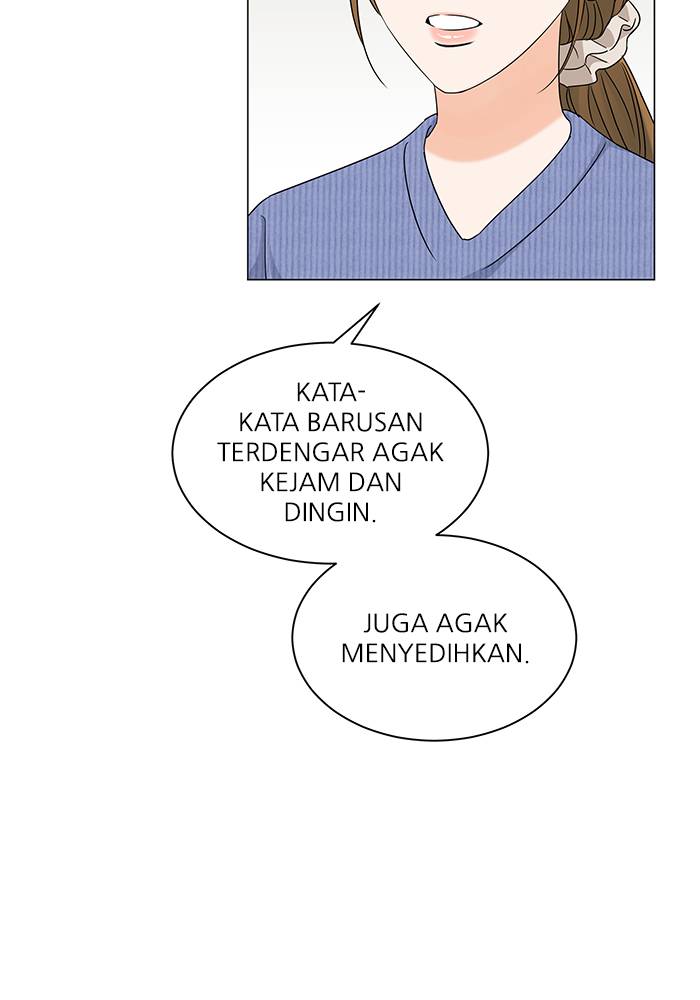 KATA-
KATA BARUSAN
TERDENGAR AGAK
KEJAM DAN
DINGIN.
JUGA AGAK
MENYEDIHKAN.